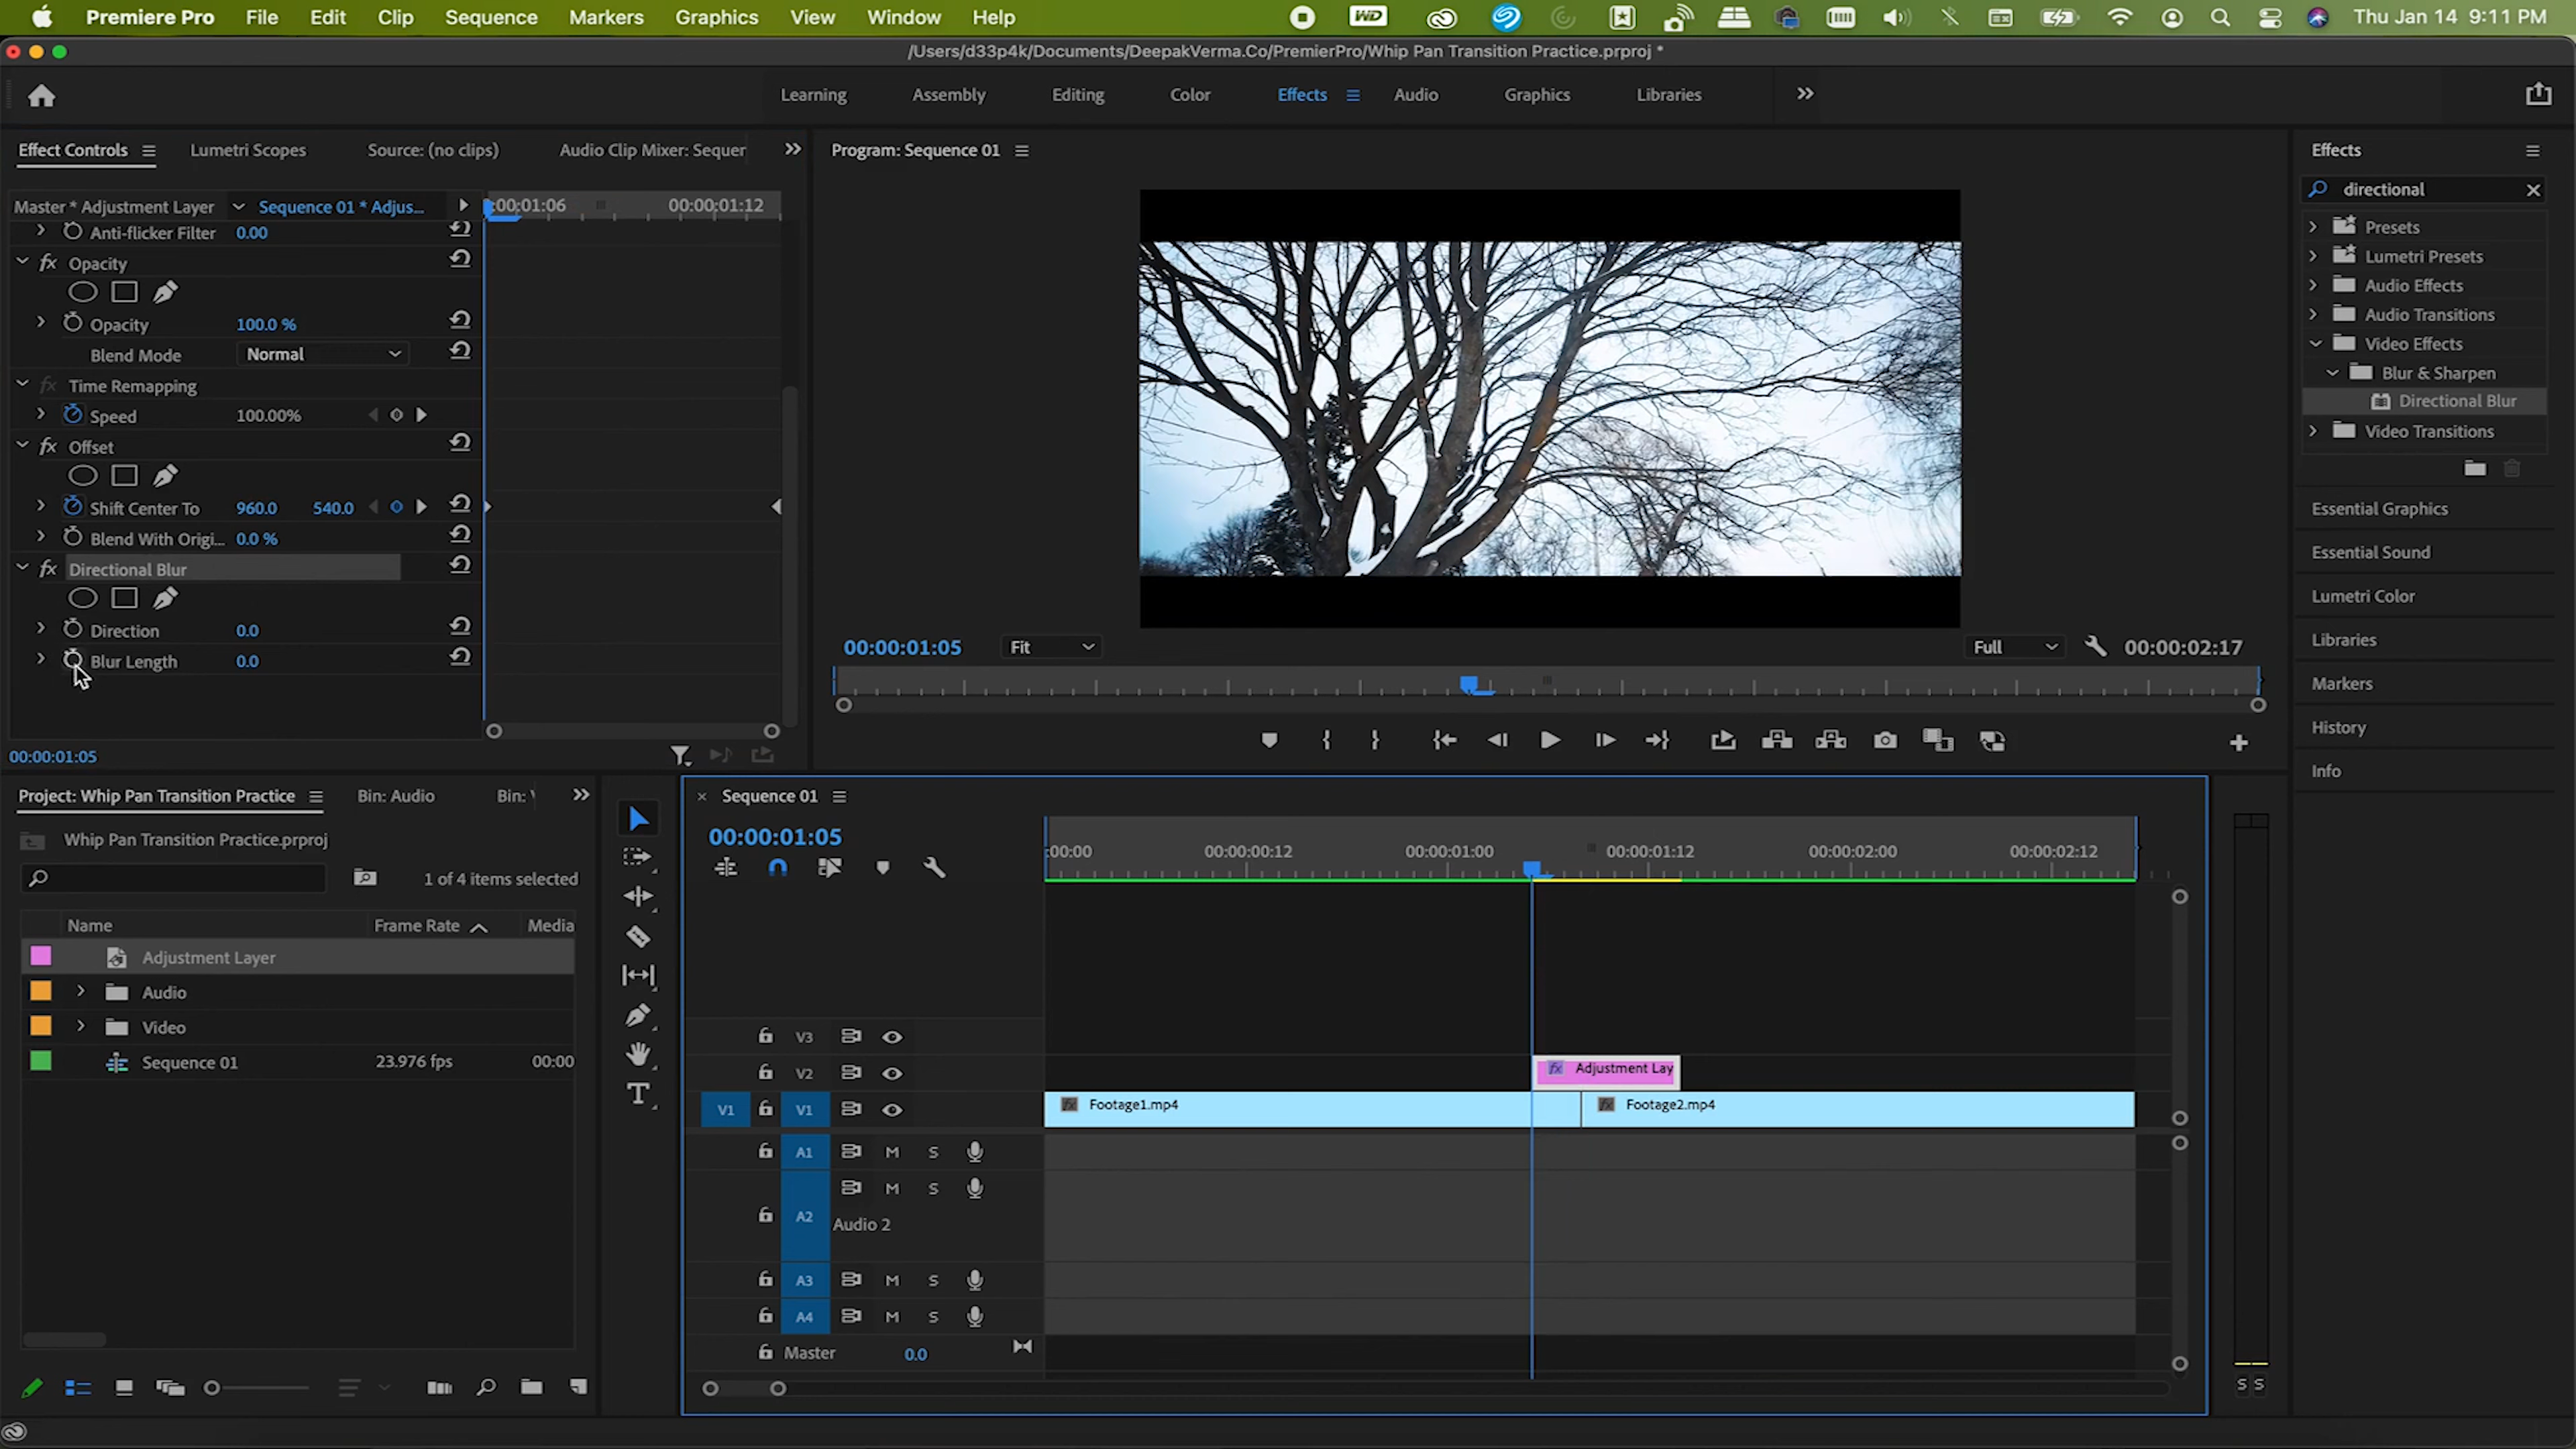 Premiere Pro File Edit Clip Sequence Markers Graphics View Window Help WD Thu Jan 14 9:11 PM
/Users/d33p4k/Documents/DeepakVerma.Co/PremierPro/Whip Pan Transition Practice.prproj *
Learning Assembly Editing Color Effects Audio Graphics Libraries
Effect Controls Lumetri Scopes Source: (no clips) Audio Clip Mixer: Sequer
Master * Adjustment Layer Sequence 01 * Adjus... :00:01:06 00:00:01:12
Anti-flicker Filter 0.00
fx Opacity
Opacity 100.0 %
Blend Mode Normal
fx Time Remapping
Speed 100.00%
fx Offset
Shift Center To 960.0 540.0
Blend With Origi... 0.0 %
fx Directional Blur
Direction 0.0
Blur Length 0.0
00:00:01:05
Program: Sequence 01
00:00:01:05 Fit Full 00:00:02:17
Effects
directional
Presets
Lumetri Presets
Audio Effects
Audio Transitions
Video Effects
Blur & Sharpen
Directional Blur
Video Transitions
Essential Graphics
Essential Sound
Lumetri Color
Libraries
Markers
History
Info
Project: Whip Pan Transition Practice Bin: Audio Bin:
Whip Pan Transition Practice.prproj
1 of 4 items selected
Name Frame Rate Media
Adjustment Layer
Audio
Video
Sequence 01 23.976 fps 00:00
Sequence 01
00:00:01:05
:00:00 00:00:00:12 00:00:01:00 00:00:01:12 00:00:02:00 00:00:02:12
V3
V2 fx Adjustment Lay
V1 V1 fx Footage1.mp4 fx Footage2.mp4
A1 M S
M S
A2
Audio 2
A3 M S
A4 M S
Master 0.0
S S